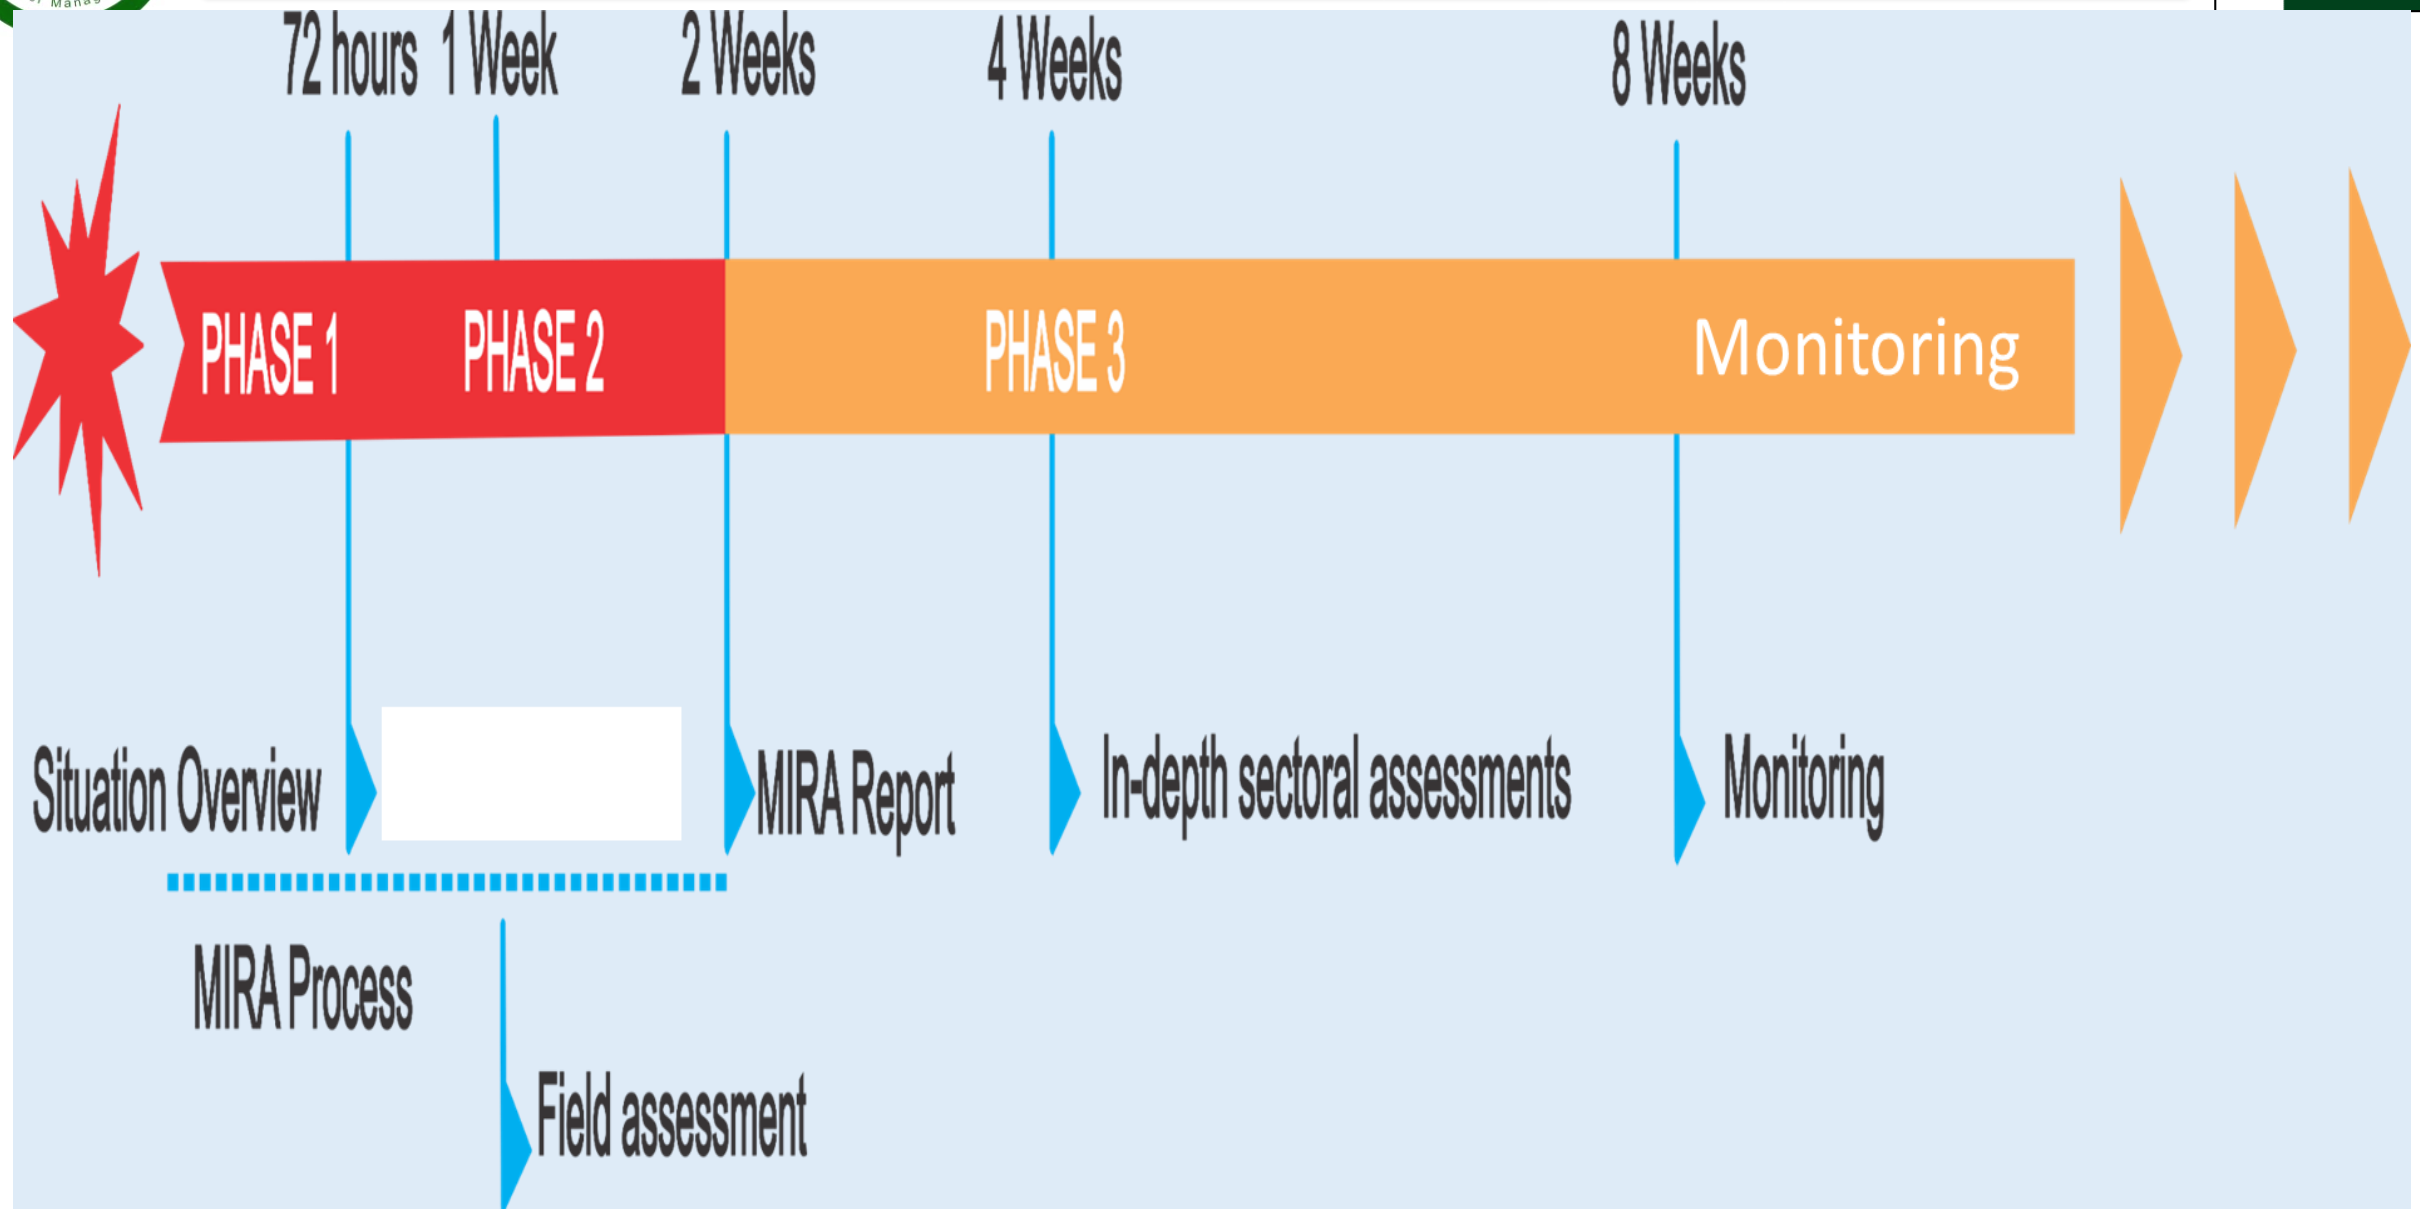 72 hours 1 Week 2 Weeks 4 Weeks 8 Weeks
PHASE 1 PHASE 2 PHASE 3 Monitoring
Situation Overview MIRA Report In-depth sectoral assessments Monitoring
MIRA Process
Field assessment